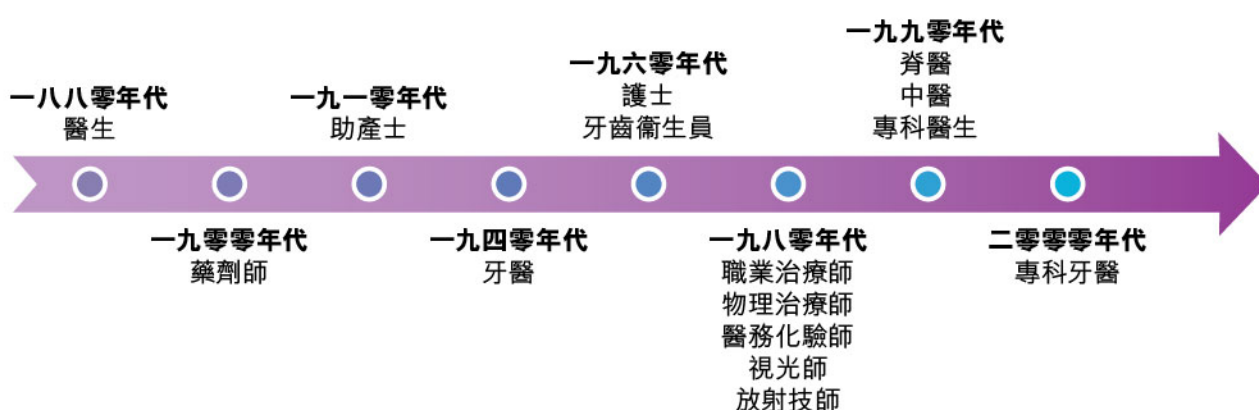 一八八零年代
醫生
一九零零年代
藥劑師
一九一零年代
助產士
一九四零年代
牙醫
一九六零年代
護士
牙齒衞生員
一九八零年代
職業治療師
物理治療師
醫務化驗師
視光師
放射技師
一九九零年代
脊醫
中醫
專科醫生
二零零零年代
專科牙醫